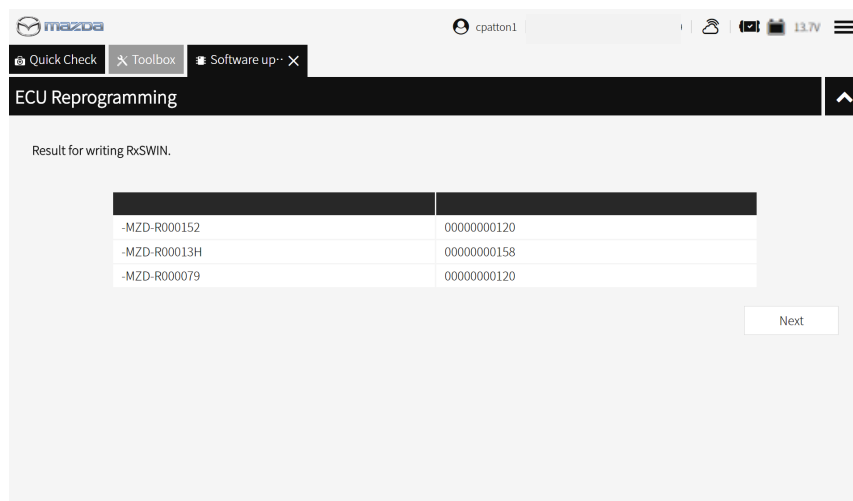 mazda
cpatton1
13.7V
Quick Check
Toolbox
Software up··
ECU Reprogramming
Result for writing RxSWIN.
-MZD-R000152 00000000120
-MZD-R00013H 00000000158
-MZD-R000079 00000000120
Next